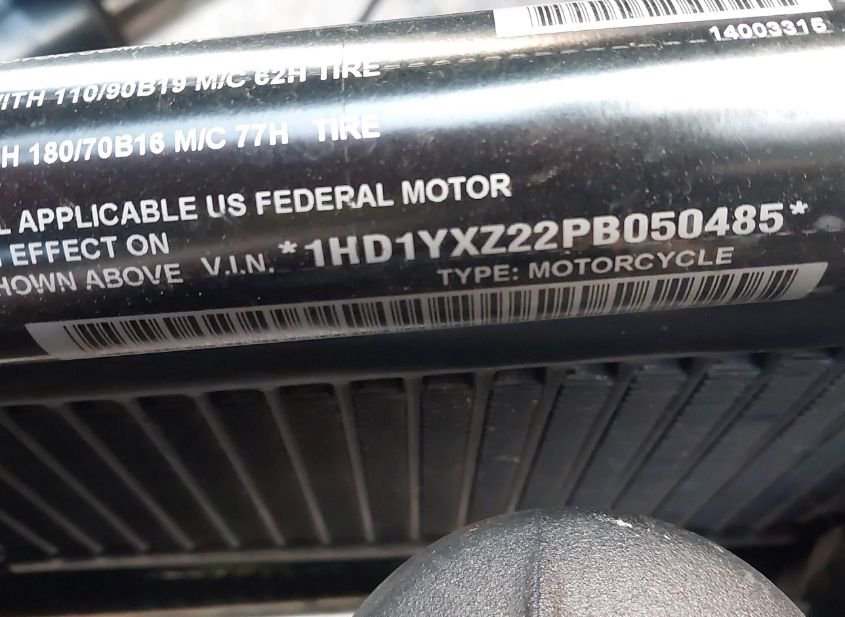 14003315
WITH 110/90B19 M/C 62H TIRE
H 180/70B16 M/C 77H TIRE
L APPLICABLE US FEDERAL MOTOR
EFFECT ON
HOWN ABOVE V.I.N. *1HD1YXZ22PB050485*
TYPE: MOTORCYCLE